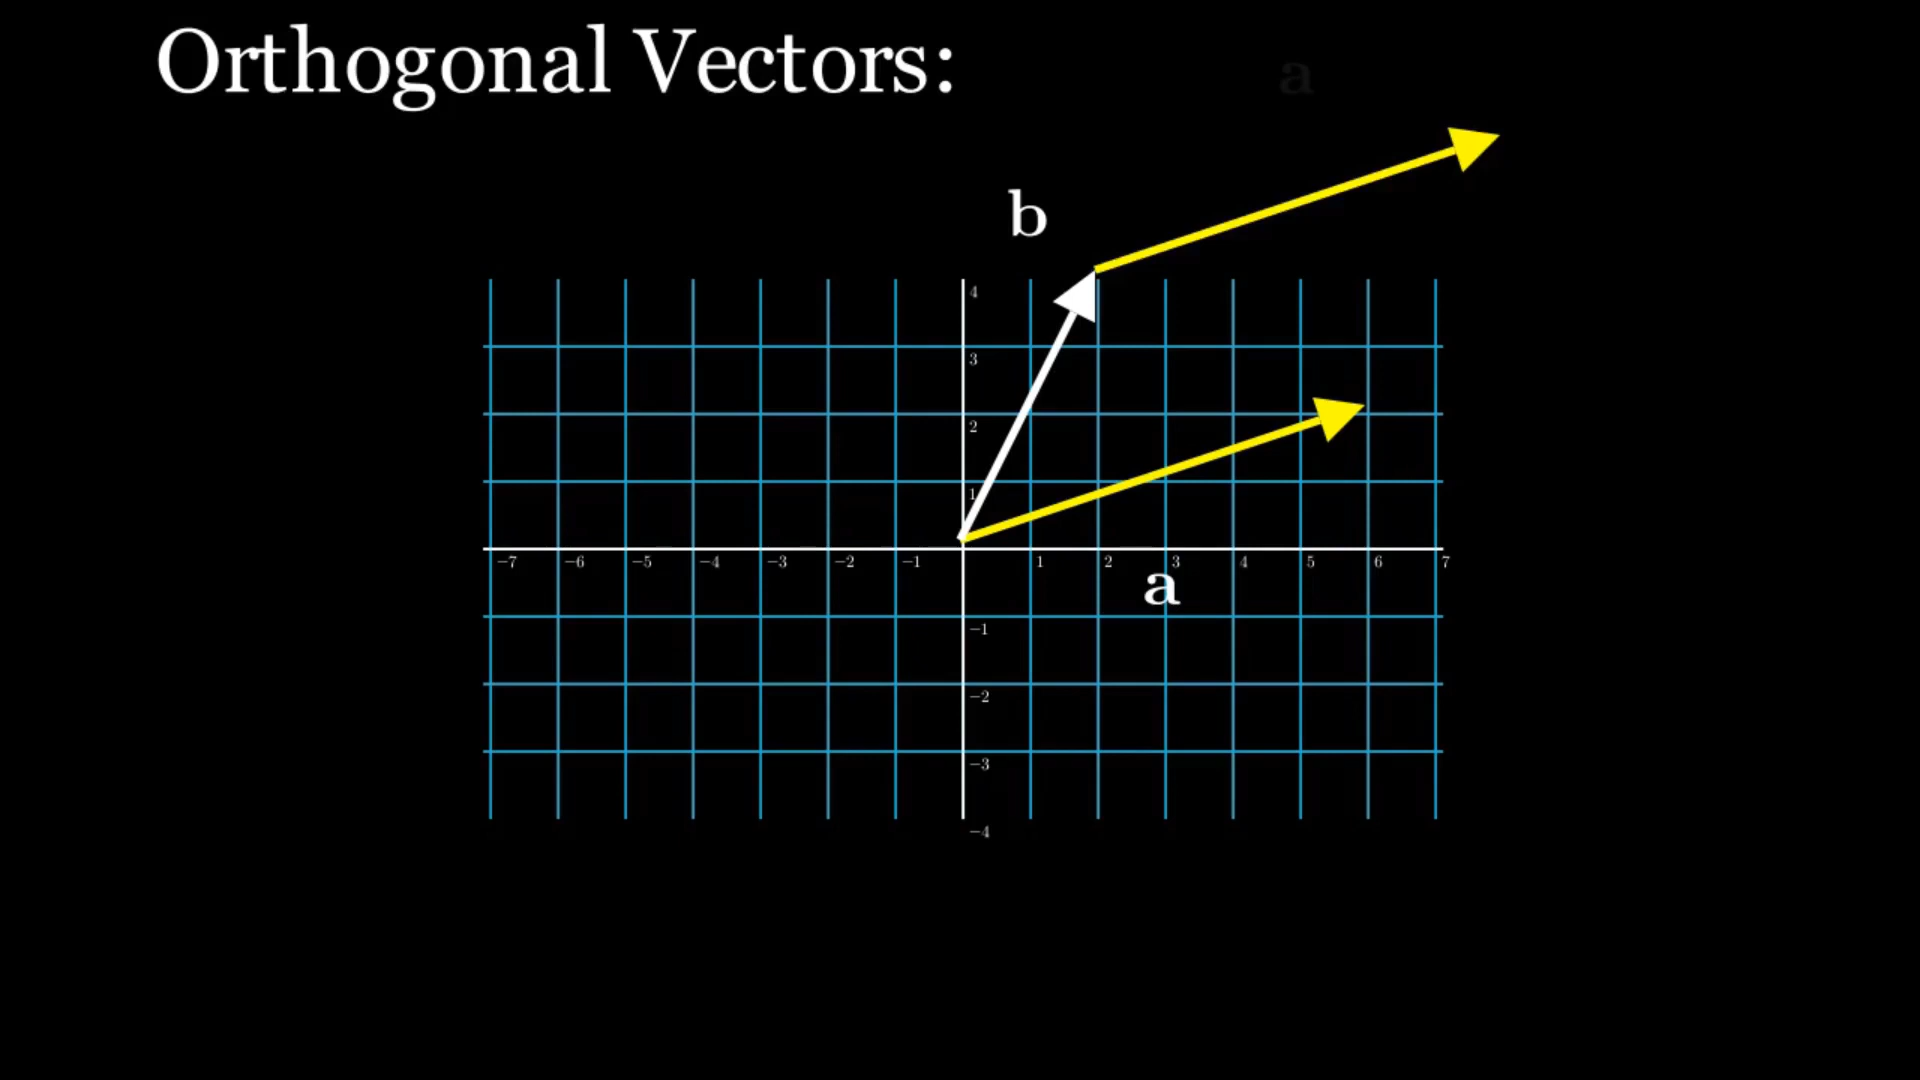 Orthogonal Vectors:
a
b
4
3
2
1
−7 −6 −5 −4 −3 −2 −1 1 2 3 4 5 6 7
a
−1
−2
−3
−4